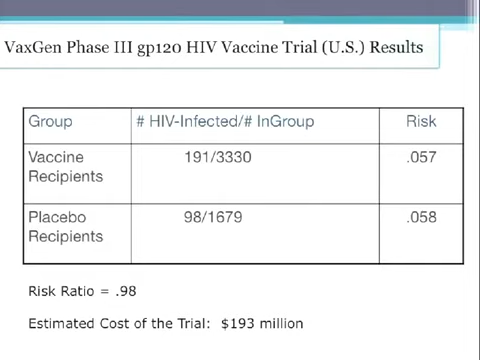 VaxGen Phase III gp120 HIV Vaccine Trial (U.S.) Results
Group # HIV-Infected/# InGroup Risk
Vaccine Recipients 191/3330 .057
Placebo Recipients 98/1679 .058
Risk Ratio = .98
Estimated Cost of the Trial: $193 million